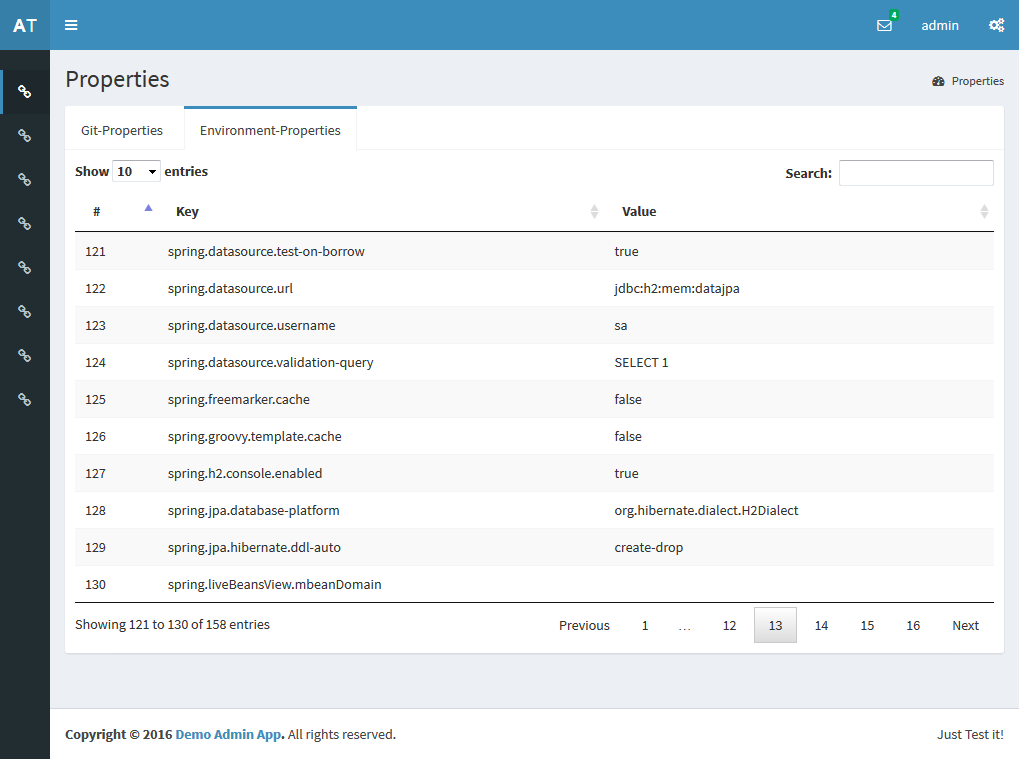 AT
4
admin
Properties
Properties
Git-Properties
Environment-Properties
Show 10 entries
Search:
# Key Value
121 spring.datasource.test-on-borrow true
122 spring.datasource.url jdbc:h2:mem:datajpa
123 spring.datasource.username sa
124 spring.datasource.validation-query SELECT 1
125 spring.freemarker.cache false
126 spring.groovy.template.cache false
127 spring.h2.console.enabled true
128 spring.jpa.database-platform org.hibernate.dialect.H2Dialect
129 spring.jpa.hibernate.ddl-auto create-drop
130 spring.liveBeansView.mbeanDomain
Showing 121 to 130 of 158 entries
Previous 1 … 12 13 14 15 16 Next
Copyright © 2016 Demo Admin App. All rights reserved.
Just Test it!